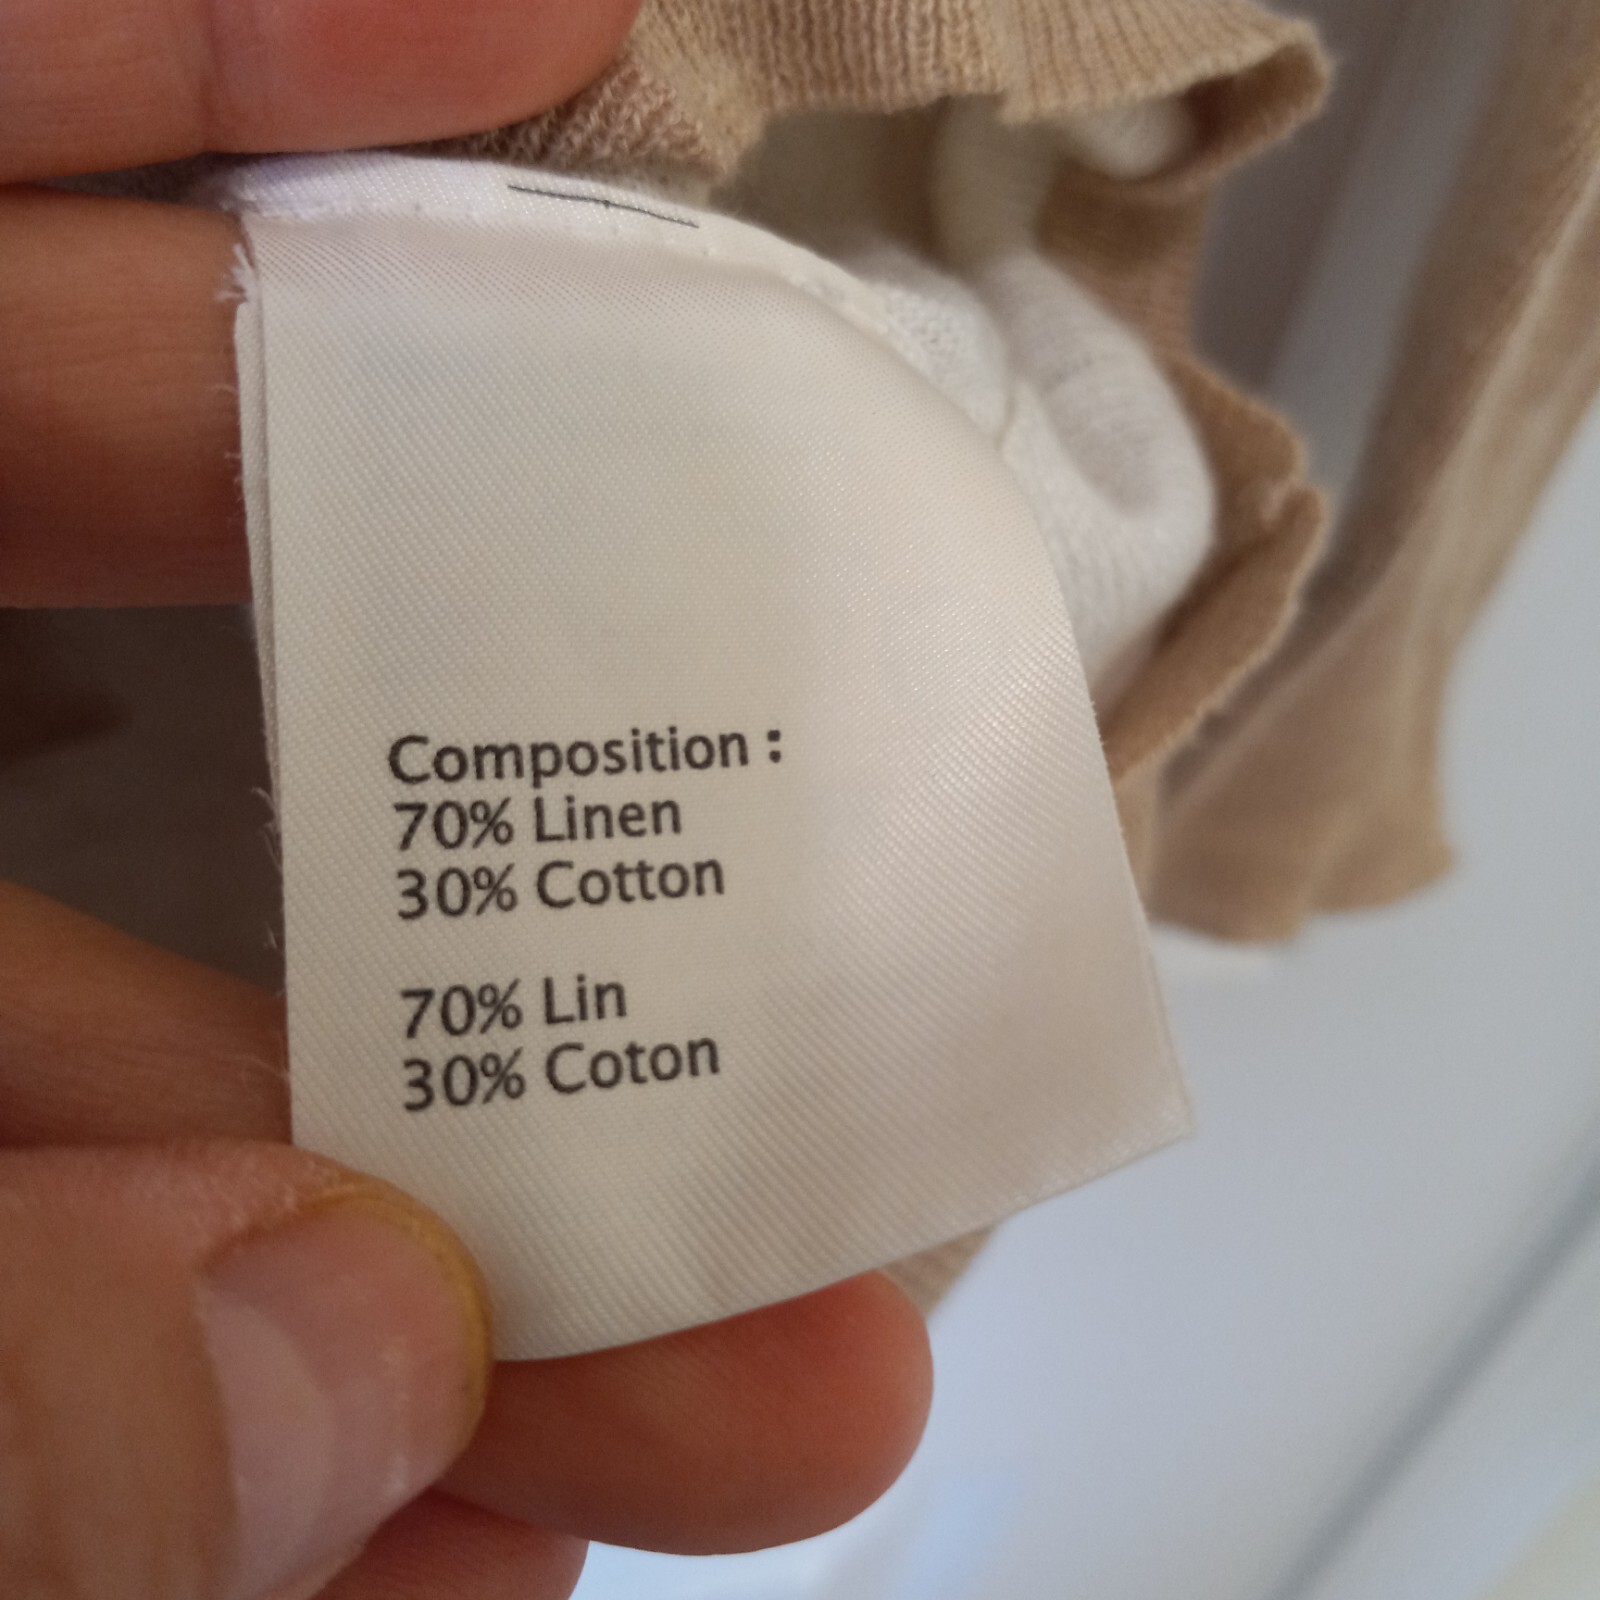 Composition :
70% Linen
30% Cotton
70% Lin
30% Coton